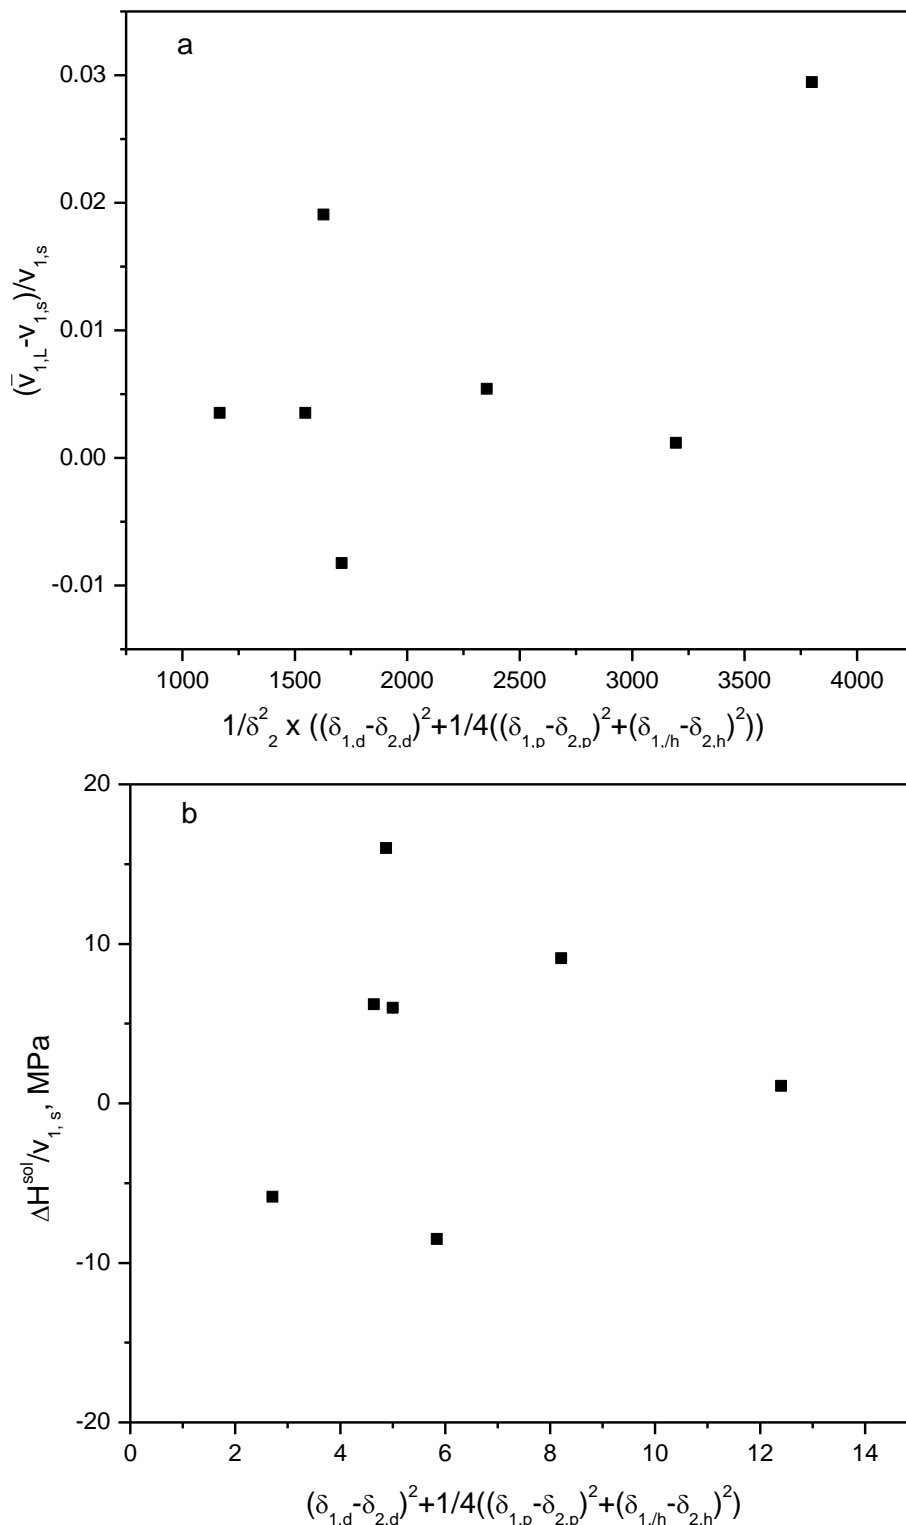 a
0.03
0.02
0.01
0.00
-0.01
(v̄₁,L-v₁,s)/v₁,s
1000 1500 2000 2500 3000 3500 4000
1/δ²₂ x ((δ₁,d-δ₂,d)²+1/4((δ₁,p-δ₂,p)²+(δ₁,/h-δ₂,h)²))
b
20
10
0
-10
-20
ΔH^sol/v₁, s, MPa
0 2 4 6 8 10 12 14
(δ₁,d-δ₂,d)²+1/4((δ₁,p-δ₂,p)²+(δ₁,/h-δ₂,h)²)